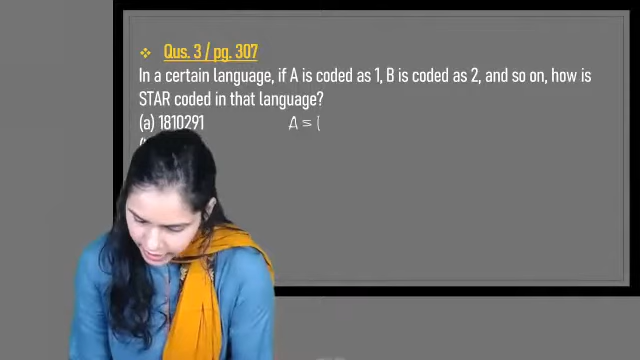 ❖ Qus. 3 / pg. 307
In a certain language, if A is coded as 1, B is coded as 2, and so on, how is
STAR coded in that language?
(a) 1810291
A = (